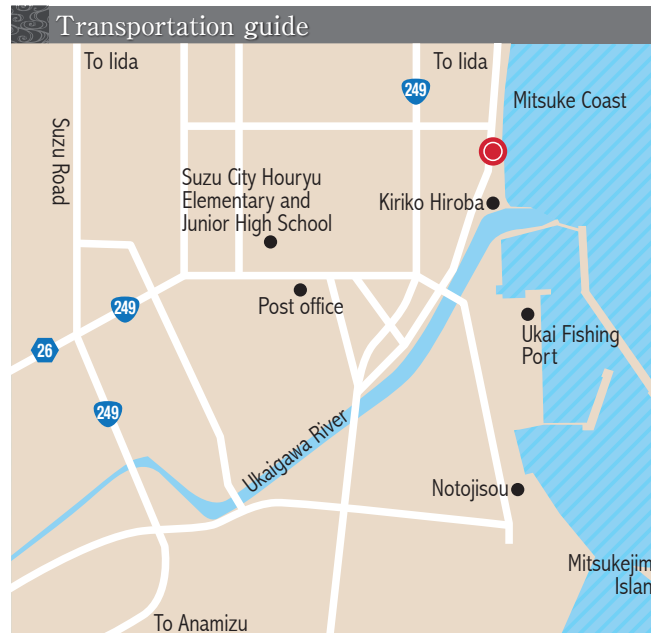 Transportation guide
To Iida
To Iida
249
Mitsuke Coast
Suzu Road
Suzu City Houryu
Elementary and
Junior High School
Kiriko Hiroba
Post office
249
Ukai Fishing
Port
26
249
Ukaigawa River
Notojisou
Mitsukejim
Islan
To Anamizu